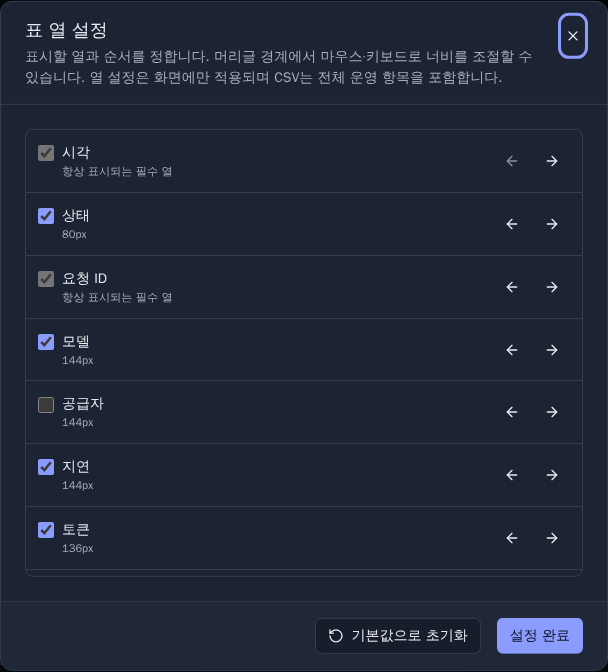 표 열 설정
표시할 열과 순서를 정합니다. 머리글 경계에서 마우스·키보드로 너비를 조절할 수
있습니다. 열 설정은 화면에만 적용되며 CSV는 전체 운영 항목을 포함합니다.
시각
항상 표시되는 필수 열
상태
80px
요청 ID
항상 표시되는 필수 열
모델
144px
공급자
144px
지연
144px
토큰
136px
기본값으로 초기화
설정 완료